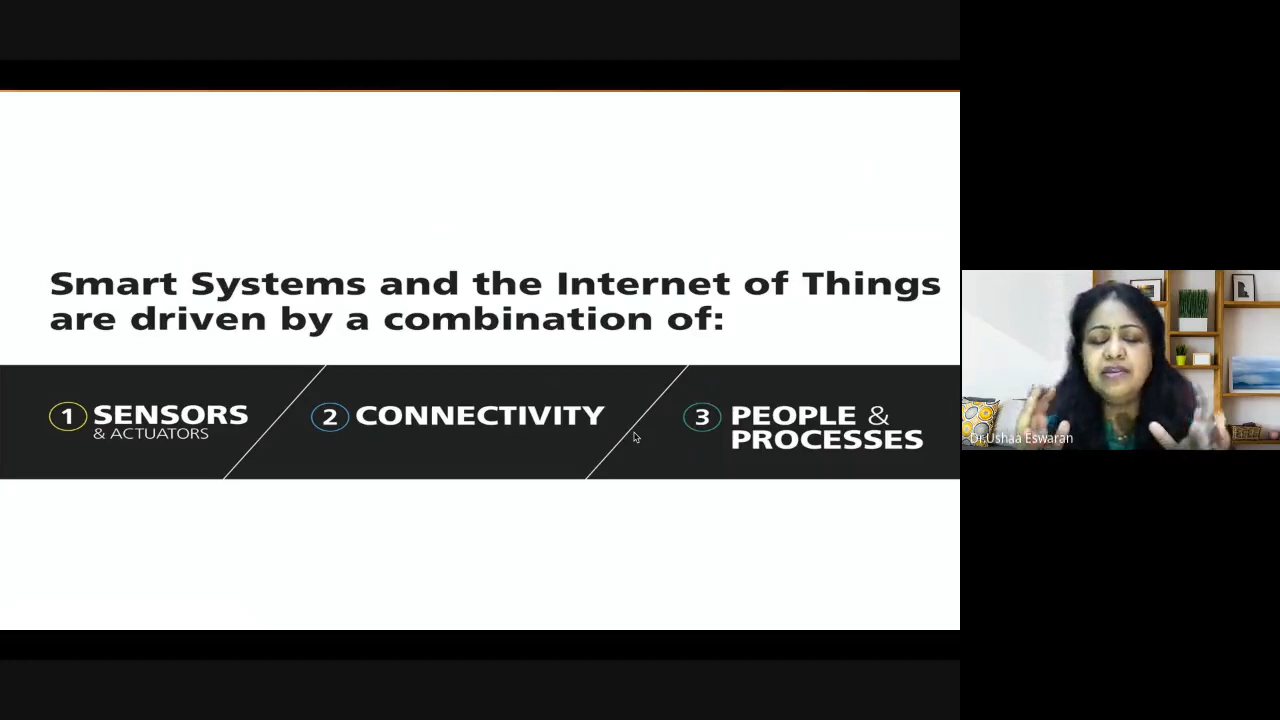 Smart Systems and the Internet of Things
are driven by a combination of:
1 SENSORS
& ACTUATORS
2 CONNECTIVITY
3 PEOPLE &
PROCESSES
Dr.Ushaa Eswaran